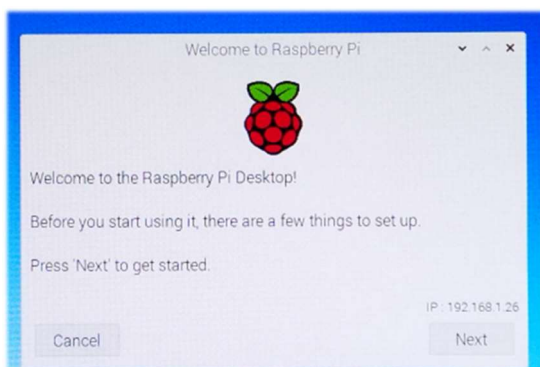 Welcome to Raspberry Pi
Welcome to the Raspberry Pi Desktop!
Before you start using it, there are a few things to set up.
Press 'Next' to get started.
IP : 192.168.1.26
Cancel
Next